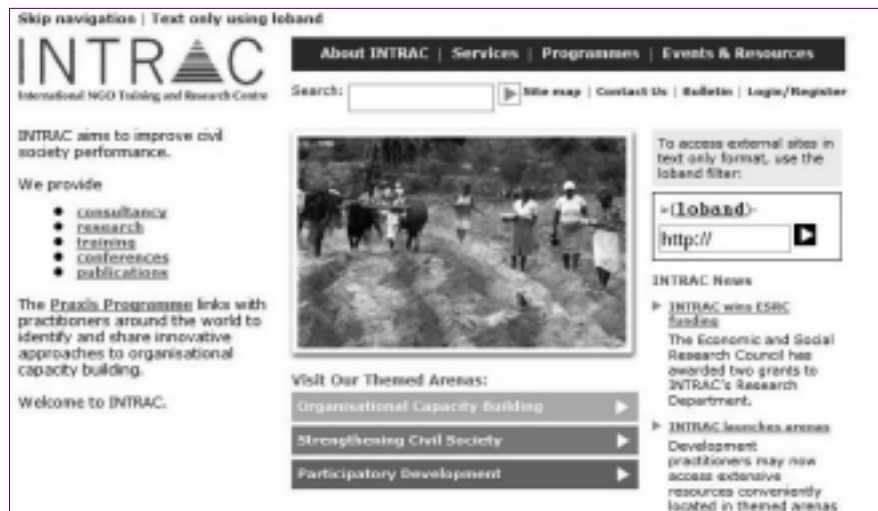 Skip navigation | Text only using loband
INTRAC
International NGO Training and Research Centre
About INTRAC | Services | Programmes | Events & Resources
Search:
Site map | Contact Us | Bulletin | Login/Register
INTRAC aims to improve civil
society performance.
We provide
consultancy
research
training
conferences
publications
The Praxis Programme links with
practitioners around the world to
identify and share innovative
approaches to organisational
capacity building.
Welcome to INTRAC.
Visit Our Themed Arenas:
Organisational Capacity Building
Strengthening Civil Society
Participatory Development
To access external sites in
text only format, use the
loband filter:
»(loband)-
http://
INTRAC News
INTRAC wins ESRC
funding
The Economic and Social
Research Council has
awarded two grants to
INTRAC's Research
Department.
INTRAC launches arenas
Development
practitioners may now
access extensive
resources conveniently
located in themed arenas